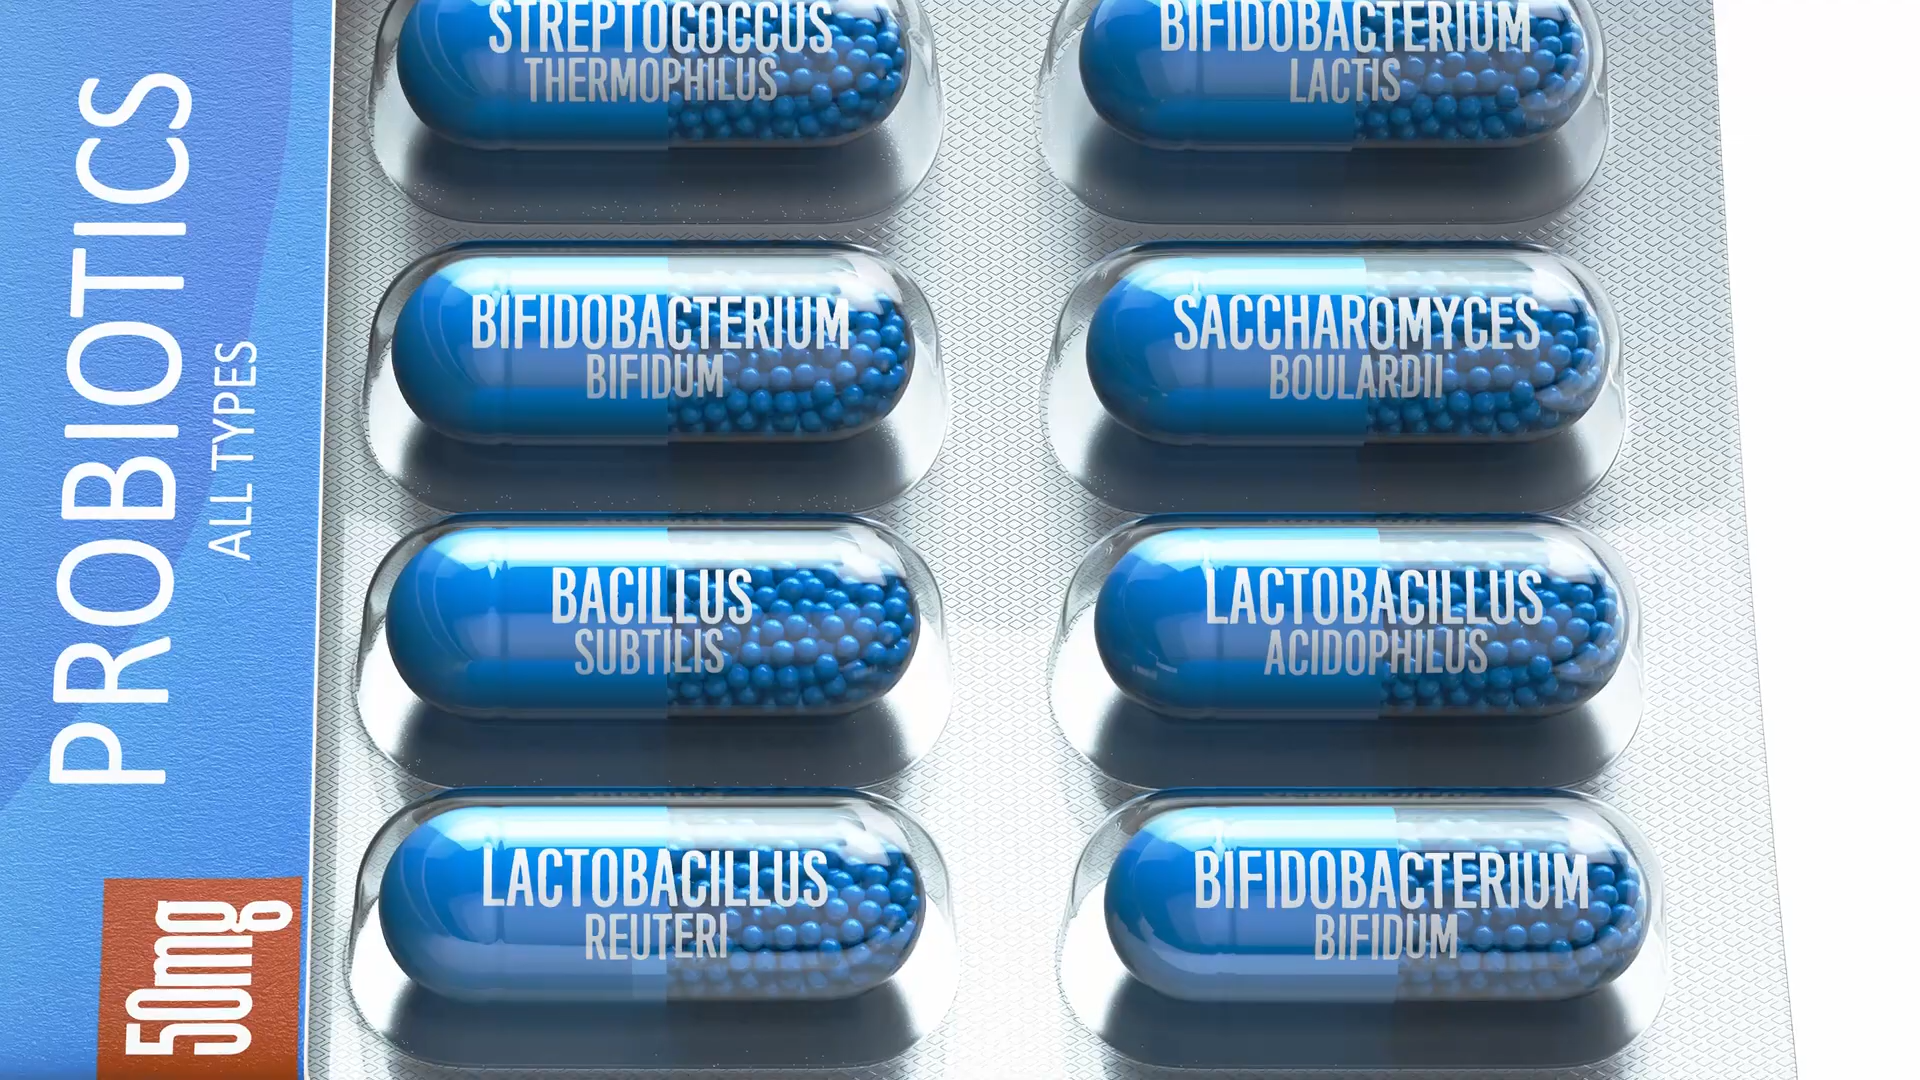 PROBIOTICS
ALL TYPES
50mg
STREPTOCOCCUS
THERMOPHILUS
BIFIDOBACTERIUM
LACTIS
BIFIDOBACTERIUM
BIFIDUM
SACCHAROMYCES
BOULARDII
BACILLUS
SUBTILIS
LACTOBACILLUS
ACIDOPHILUS
LACTOBACILLUS
REUTERI
BIFIDOBACTERIUM
BIFIDUM